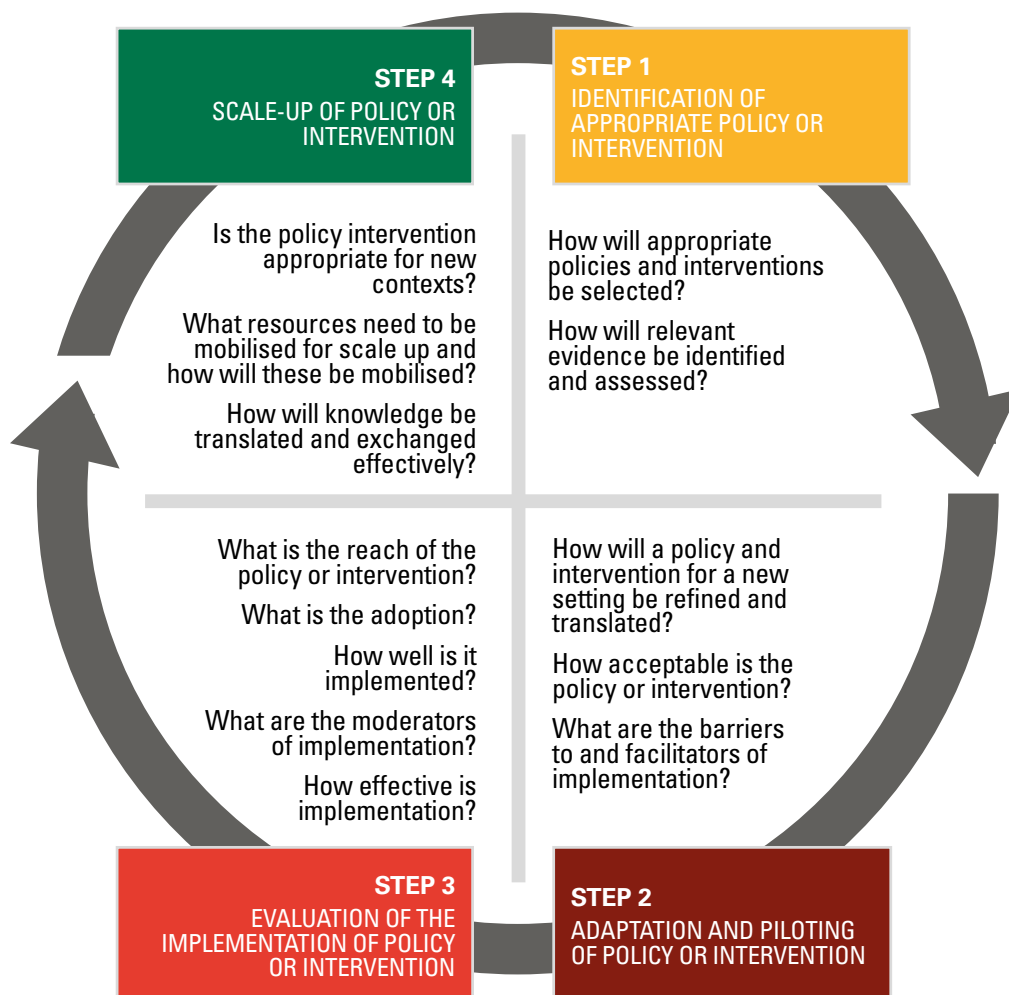 STEP 1
IDENTIFICATION OF
APPROPRIATE POLICY OR
INTERVENTION
How will appropriate
policies and interventions
be selected?
How will relevant
evidence be identified
and assessed?
STEP 2
ADAPTATION AND PILOTING
OF POLICY OR INTERVENTION
How will a policy and
intervention for a new
setting be refined and
translated?
How acceptable is the
policy or intervention?
What are the barriers
to and facilitators of
implementation?
STEP 3
EVALUATION OF THE
IMPLEMENTATION OF POLICY
OR INTERVENTION
What is the reach of the
policy or intervention?
What is the adoption?
How well is it
implemented?
What are the moderators
of implementation?
How effective is
implementation?
STEP 4
SCALE-UP OF POLICY OR
INTERVENTION
Is the policy intervention
appropriate for new
contexts?
What resources need to be
mobilised for scale up and
how will these be mobilised?
How will knowledge be
translated and exchanged
effectively?